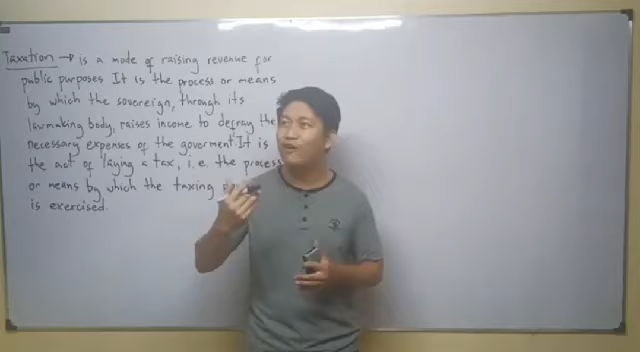 Taxation → is a mode of raising revenue for
public purposes It is the process or means
by which the sovereign, through its
lawmaking body, raises income to defray the
necessary expenses of the goverment It is
the act of laying a tax, i.e. the process
or means by which the taxing
is exercised.